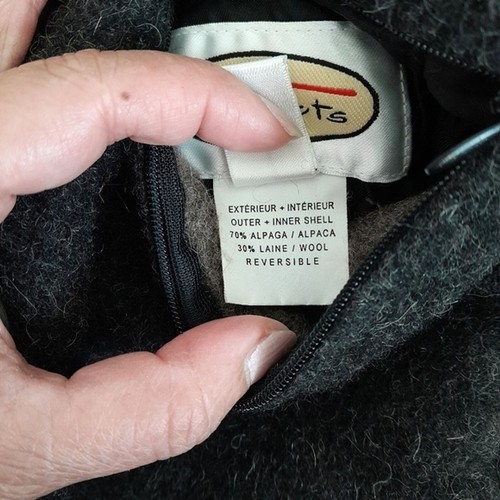 EXTÉRIEUR + INTÉRIEUR
OUTER + INNER SHELL
70% ALPAGA / ALPACA
30% LAINE / WOOL
REVERSIBLE